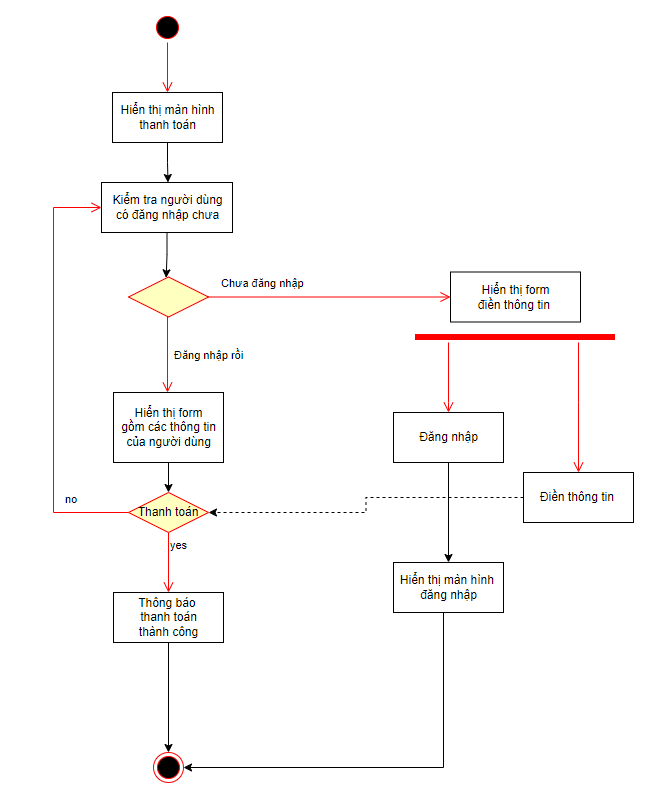 Hiển thị màn hình
thanh toán
Kiểm tra người dùng
có đăng nhập chưa
Chưa đăng nhập
Hiển thị form
điền thông tin
Đăng nhập rồi
Hiển thị form
gồm các thông tin
của người dùng
Đăng nhập
Điền thông tin
no
Thanh toán
yes
Hiển thị màn hình
đăng nhập
Thông báo
thanh toán
thành công